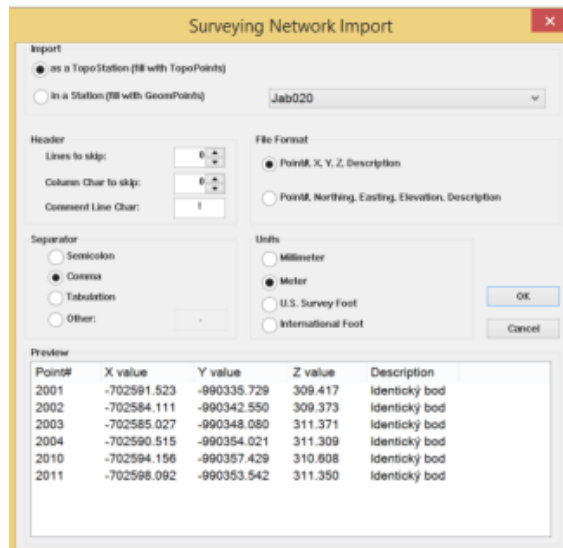 Surveying Network Import
Import
as a TopoStation (fill with TopoPoints)
in a Station (fill with GeomPoints) Jab020
Header
Lines to skip: 0
Column Char to skip: 0
Comment Line Char: !
File Format
Point#, X, Y, Z, Description
Point#, Northing, Easting, Elevation, Description
Separator
Semicolon
Comma
Tabulation
Other:
Units
Millimeter
Meter
U.S. Survey Foot
International Foot
OK
Cancel
Preview
Point# X value Y value Z value Description
2001 -702591.523 -990335.729 309.417 Identický bod
2002 -702584.111 -990342.550 309.373 Identický bod
2003 -702585.027 -990348.080 311.371 Identický bod
2004 -702590.515 -990354.021 311.309 Identický bod
2010 -702594.156 -990357.429 310.608 Identický bod
2011 -702598.092 -990353.542 311.350 Identický bod